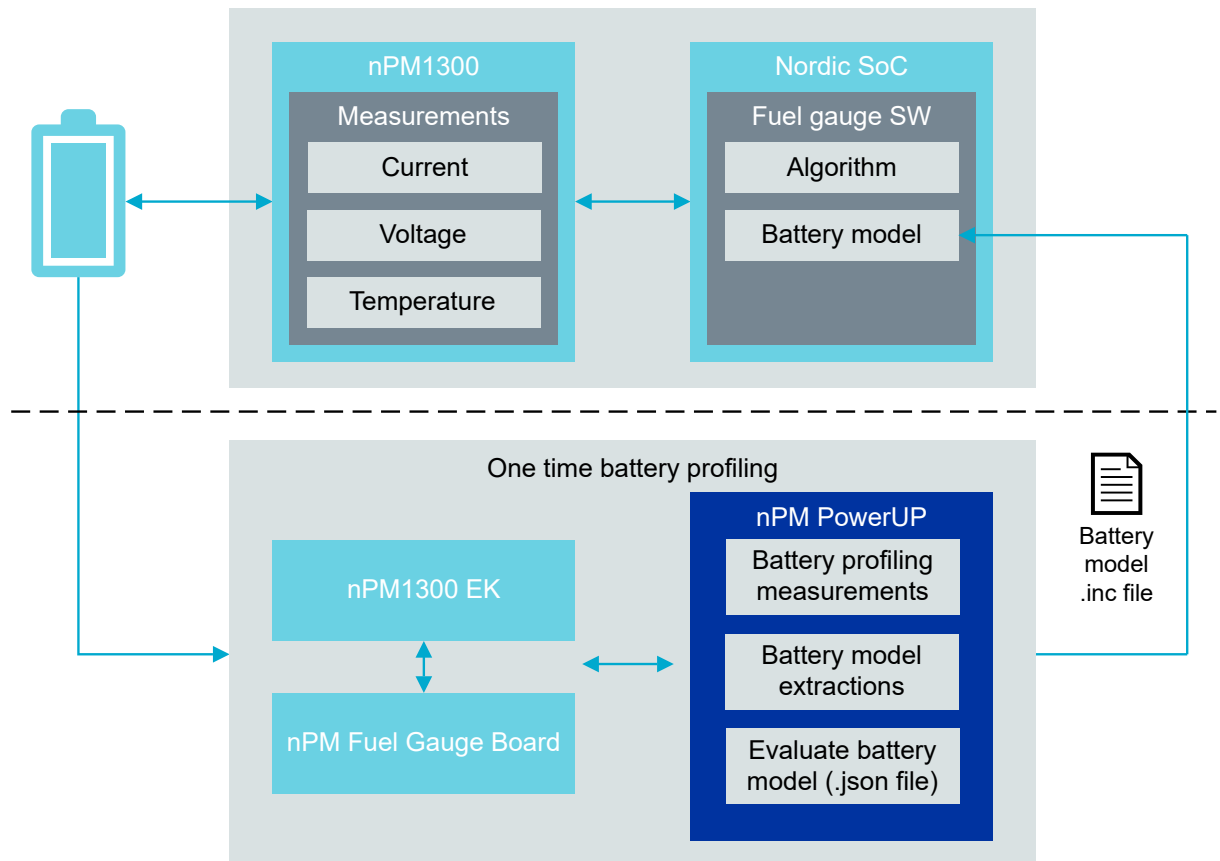 nPM1300
Measurements
Current
Voltage
Temperature
Nordic SoC
Fuel gauge SW
Algorithm
Battery model
One time battery profiling
nPM1300 EK
nPM Fuel Gauge Board
nPM PowerUP
Battery profiling
measurements
Battery model
extractions
Evaluate battery
model (.json file)
Battery
model
.inc file